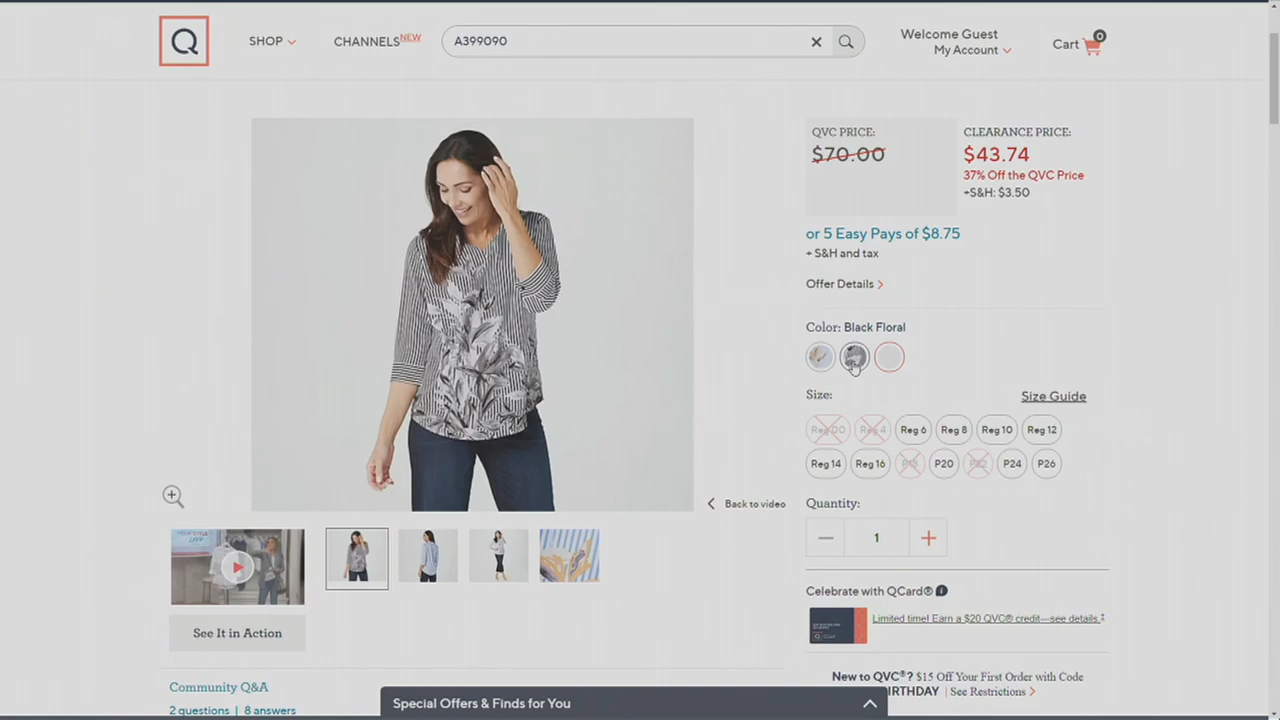 Q
SHOP
CHANNELS NEW
A399090
Welcome Guest
My Account
Cart
0
QVC PRICE:
$70.00
CLEARANCE PRICE:
$43.74
37% Off the QVC Price
+S&H: $3.50
or 5 Easy Pays of $8.75
+ S&H and tax
Offer Details
Color: Black Floral
Size:
Size Guide
Reg 4 Reg 6 Reg 8 Reg 10 Reg 12
Reg 14 Reg 16 P20 P24 P26
Back to video
Quantity:
1
Celebrate with QCard®
Limited time! Earn a $20 QVC® credit—see details.‡
See It in Action
New to QVC®? $15 Off Your First Order with Code
IRTHDAY | See Restrictions
Community Q&A
2 questions | 8 answers
Special Offers & Finds for You